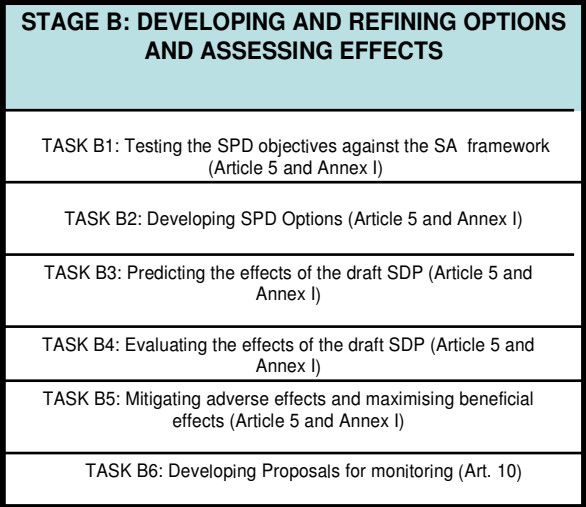 STAGE B: DEVELOPING AND REFINING OPTIONS
AND ASSESSING EFFECTS
TASK B1: Testing the SPD objectives against the SA framework
(Article 5 and Annex I)
TASK B2: Developing SPD Options (Article 5 and Annex I)
TASK B3: Predicting the effects of the draft SDP (Article 5 and
Annex I)
TASK B4: Evaluating the effects of the draft SDP (Article 5 and
Annex I)
TASK B5: Mitigating adverse effects and maximising beneficial
effects (Article 5 and Annex I)
TASK B6: Developing Proposals for monitoring (Art. 10)